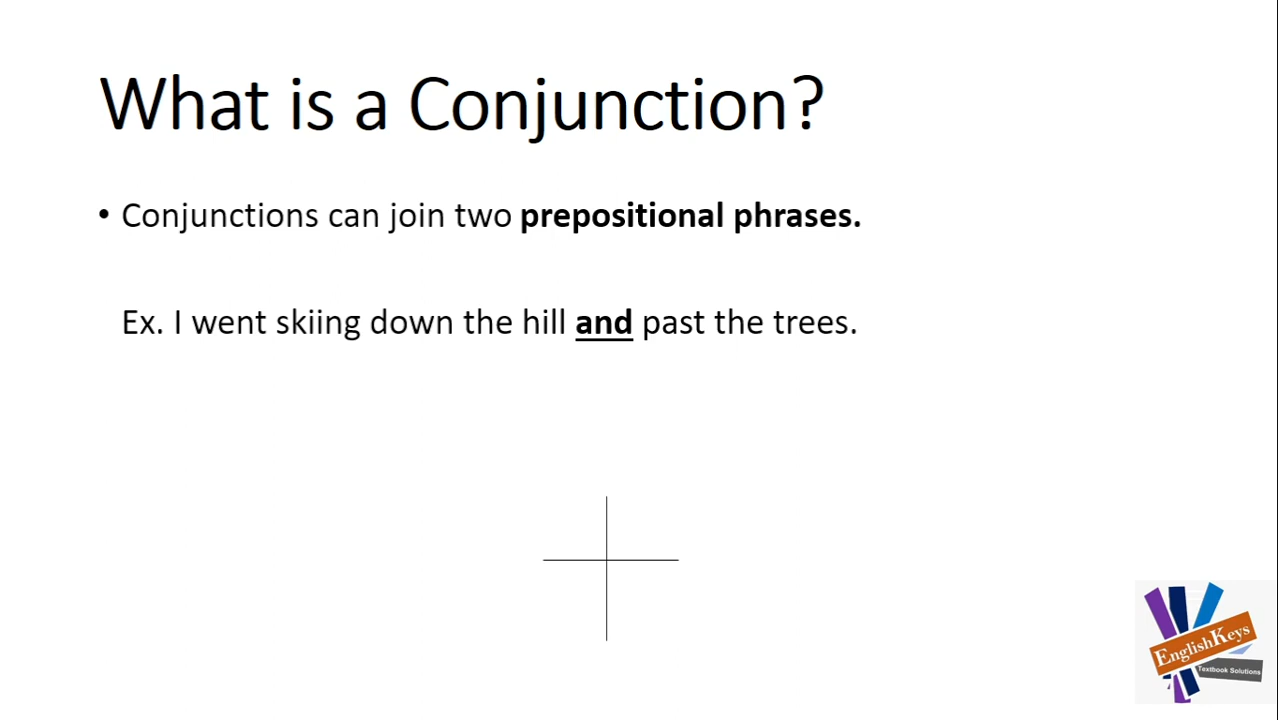 What is a Conjunction?
• Conjunctions can join two prepositional phrases.
Ex. I went skiing down the hill and past the trees.
EnglishKeys
Textbook Solutions